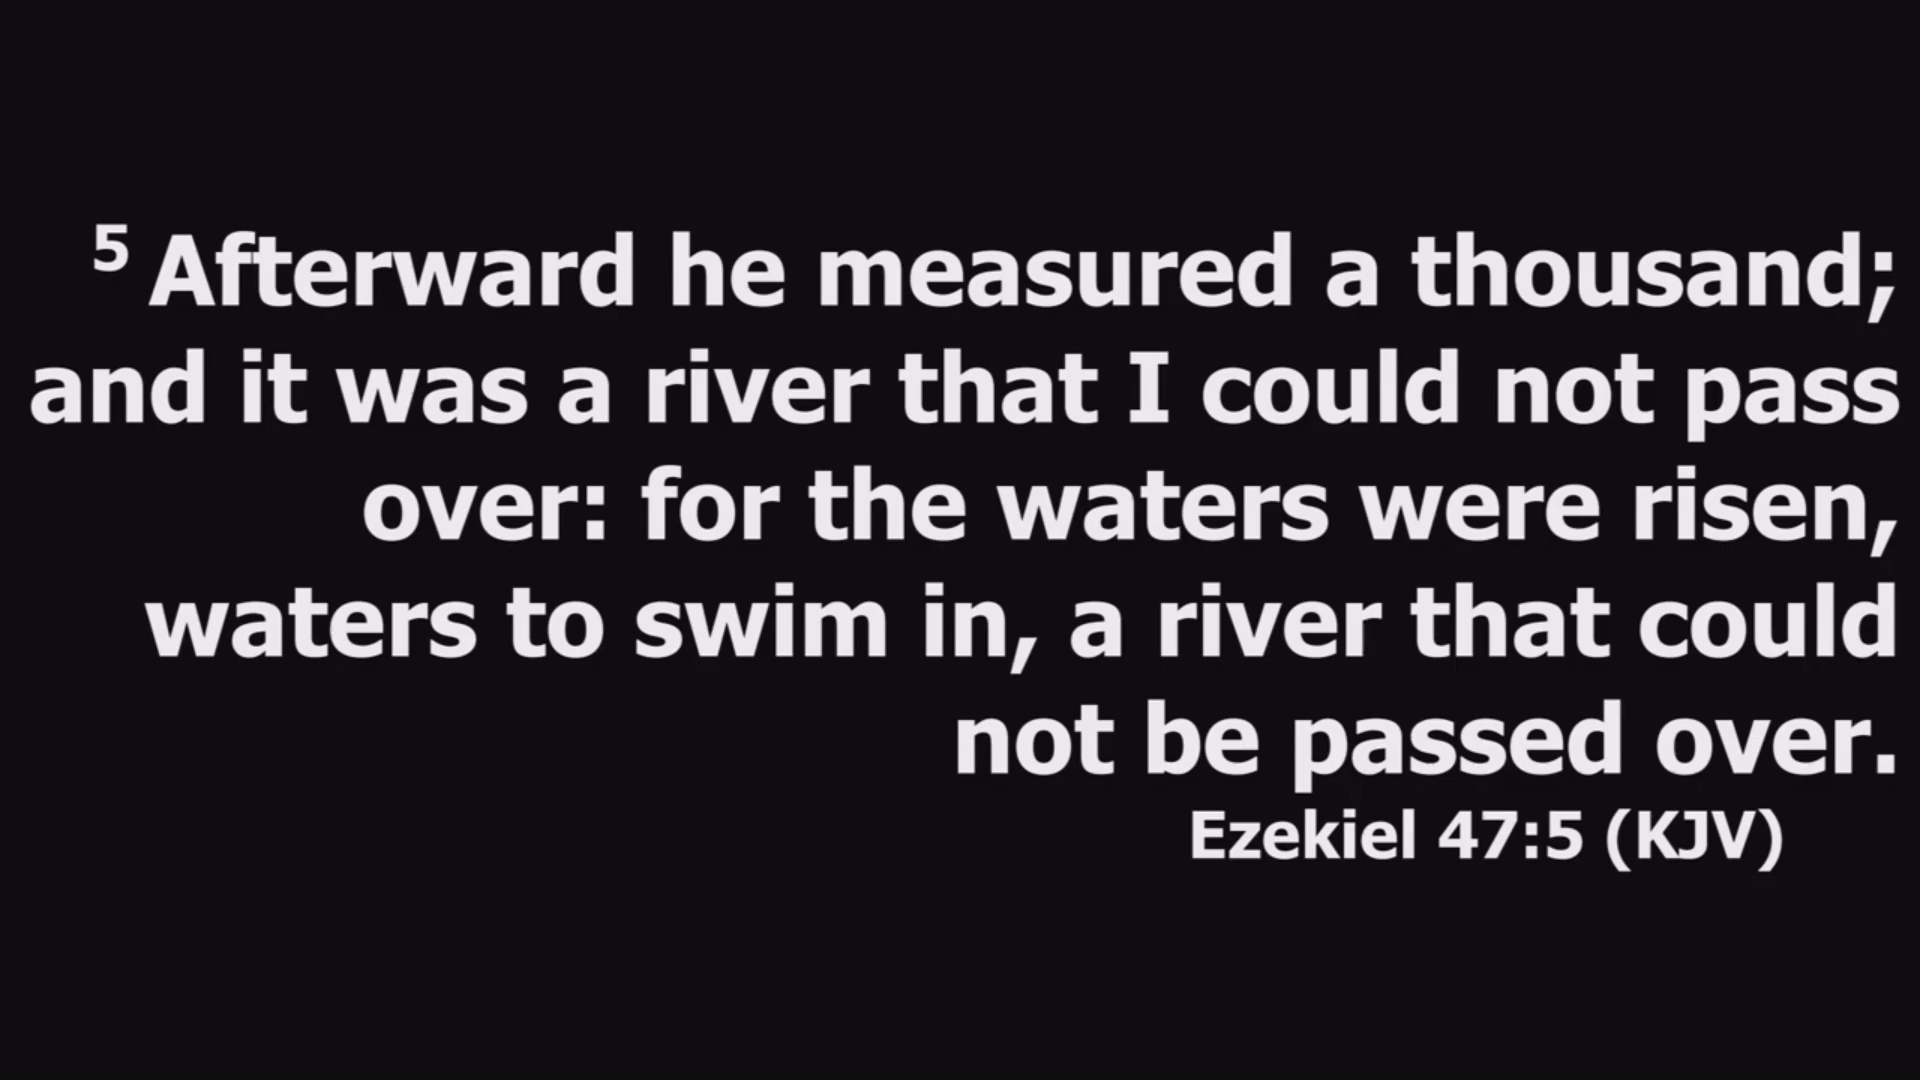 5 Afterward he measured a thousand;
and it was a river that I could not pass
over: for the waters were risen,
waters to swim in, a river that could
not be passed over.
Ezekiel 47:5 (KJV)